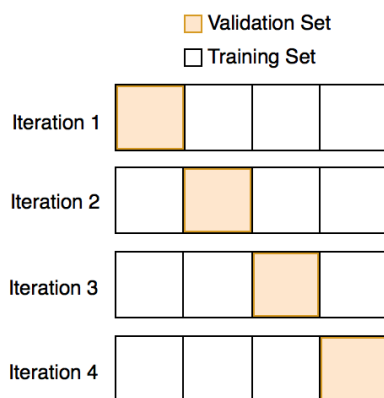 Validation Set
Training Set
Iteration 1
Iteration 2
Iteration 3
Iteration 4